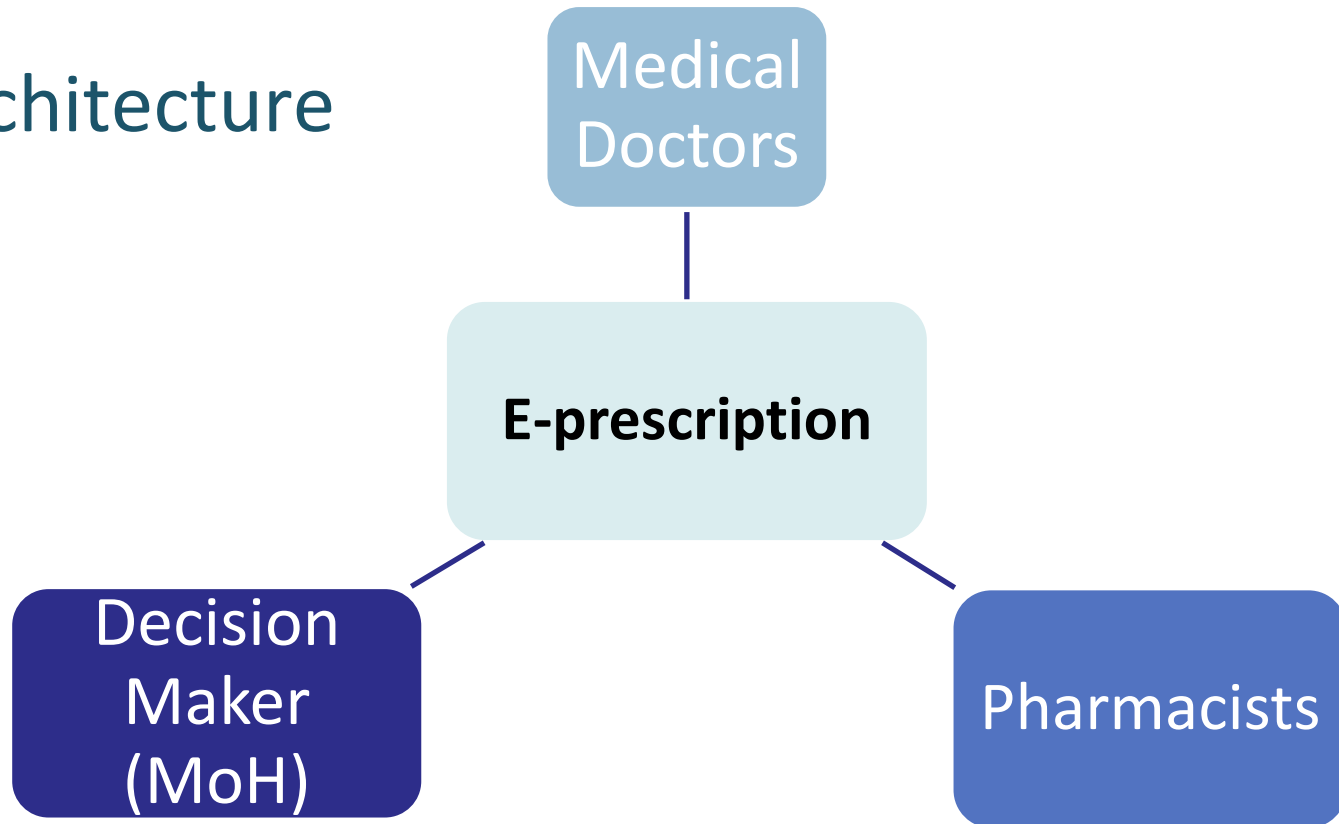 chitecture
Medical
Doctors
E-prescription
Decision
Maker
(MoH)
Pharmacists